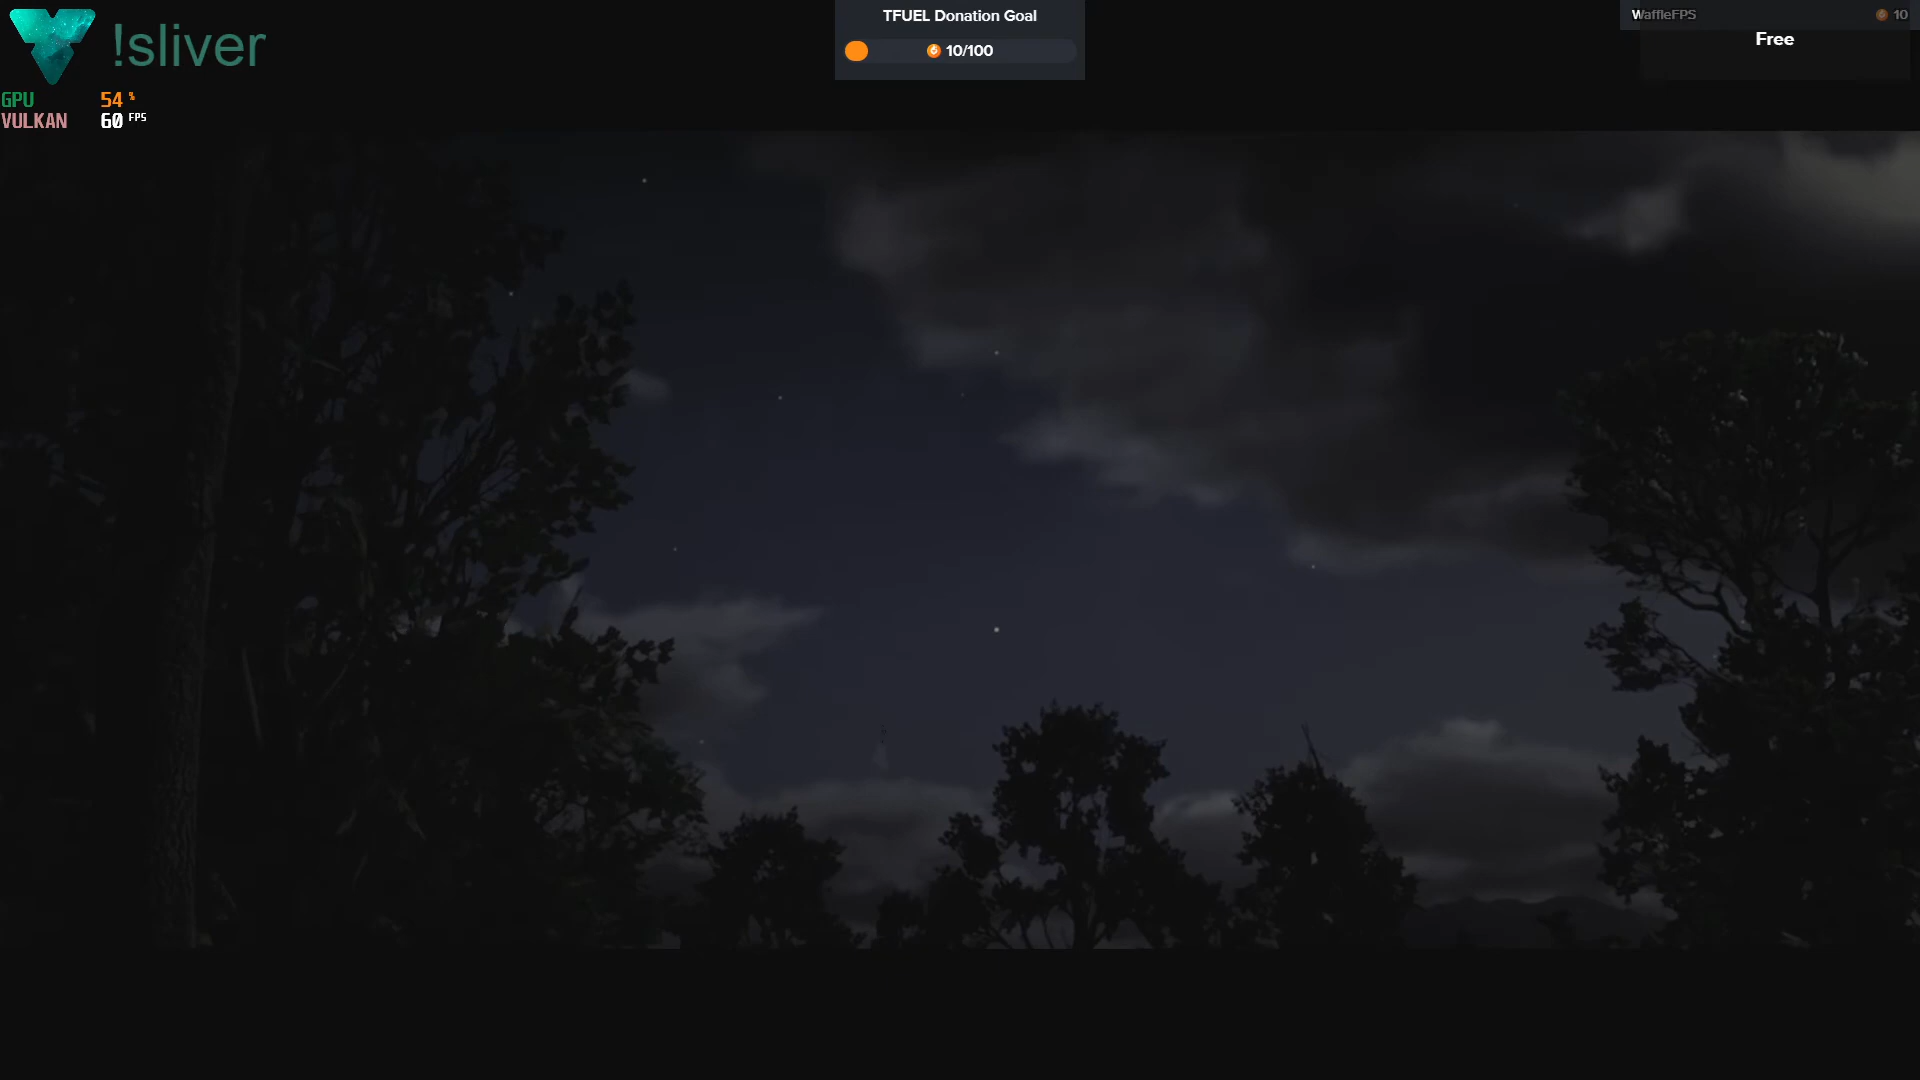 !sliver
TFUEL Donation Goal
10/100
WaffleFPS 10
Free
GPU 54 %
VULKAN 60 FPS